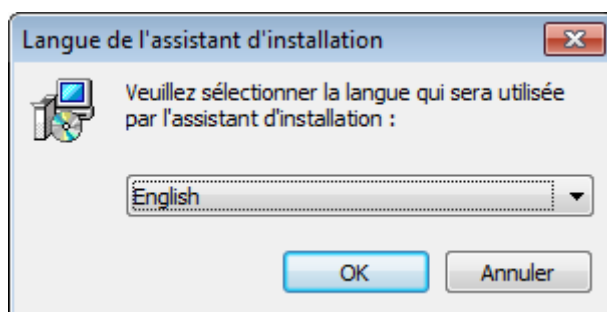 Langue de l'assistant d'installation
Veuillez sélectionner la langue qui sera utilisée
par l'assistant d'installation :
English
OK Annuler